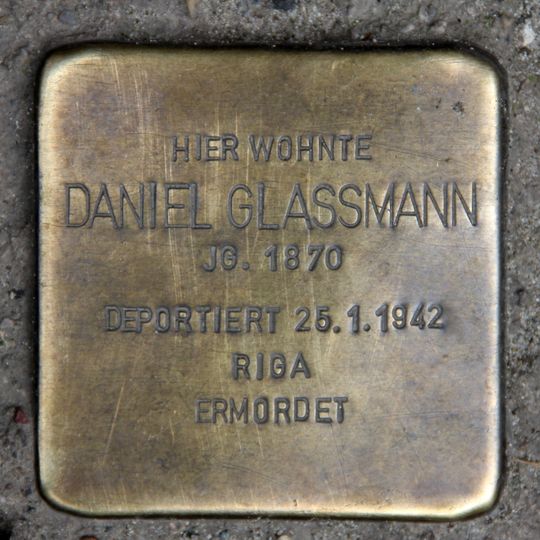 HIER WOHNTE
DANIEL GLASSMANN
JG. 1870
DEPORTIERT 25.1.1942
RIGA
ERMORDET